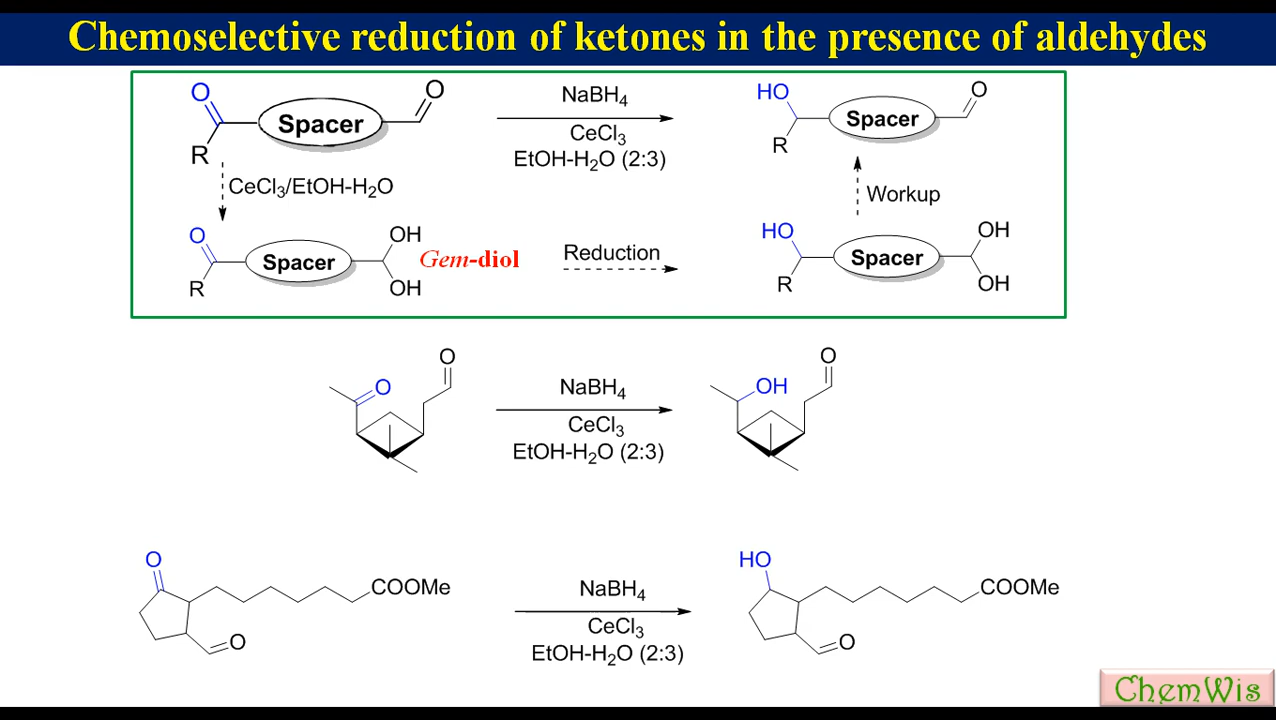 Chemoselective reduction of ketones in the presence of aldehydes
O
Spacer
O
R
NaBH4
CeCl3
EtOH-H2O (2:3)
HO
Spacer
O
R
CeCl3/EtOH-H2O
Workup
O
Spacer
OH
OH
R
Gem-diol
Reduction
HO
Spacer
OH
OH
R
O
O
NaBH4
CeCl3
EtOH-H2O (2:3)
OH
O
O
COOMe
O
NaBH4
CeCl3
EtOH-H2O (2:3)
HO
COOMe
O
ChemWis